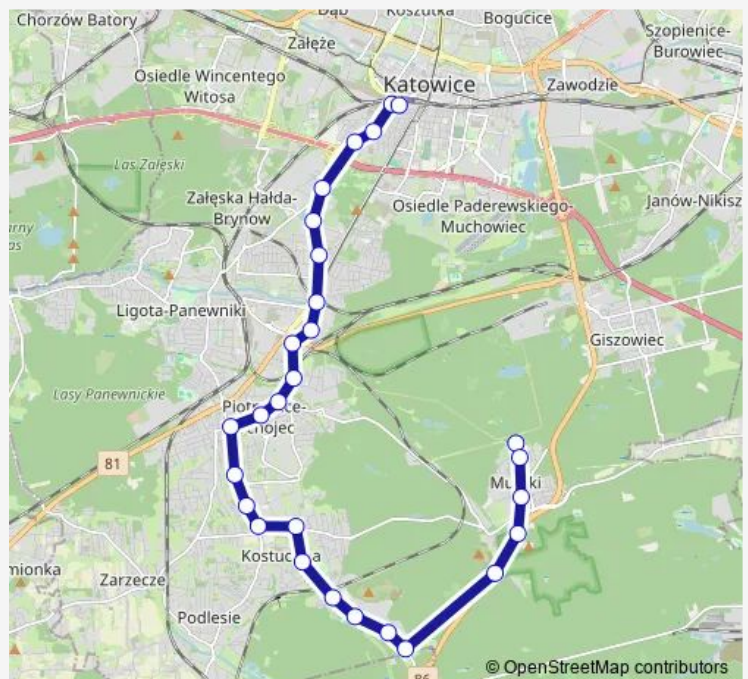 Chorzów Batory
Koszutka
Bogucice
Załęże
Szopienice-
Burowiec
Osiedle Wincentego
Witosa
Katowice
Zawodzie
Las Załęski
Załęska Hałda-
Brynów
Osiedle Paderewskiego-
Muchowiec
Janów-Nikisz
Ligota-Panewniki
Giszowiec
Lasy Panewnickie
81
Zarzecze
Podlesie
86
© OpenStreetMap contributors